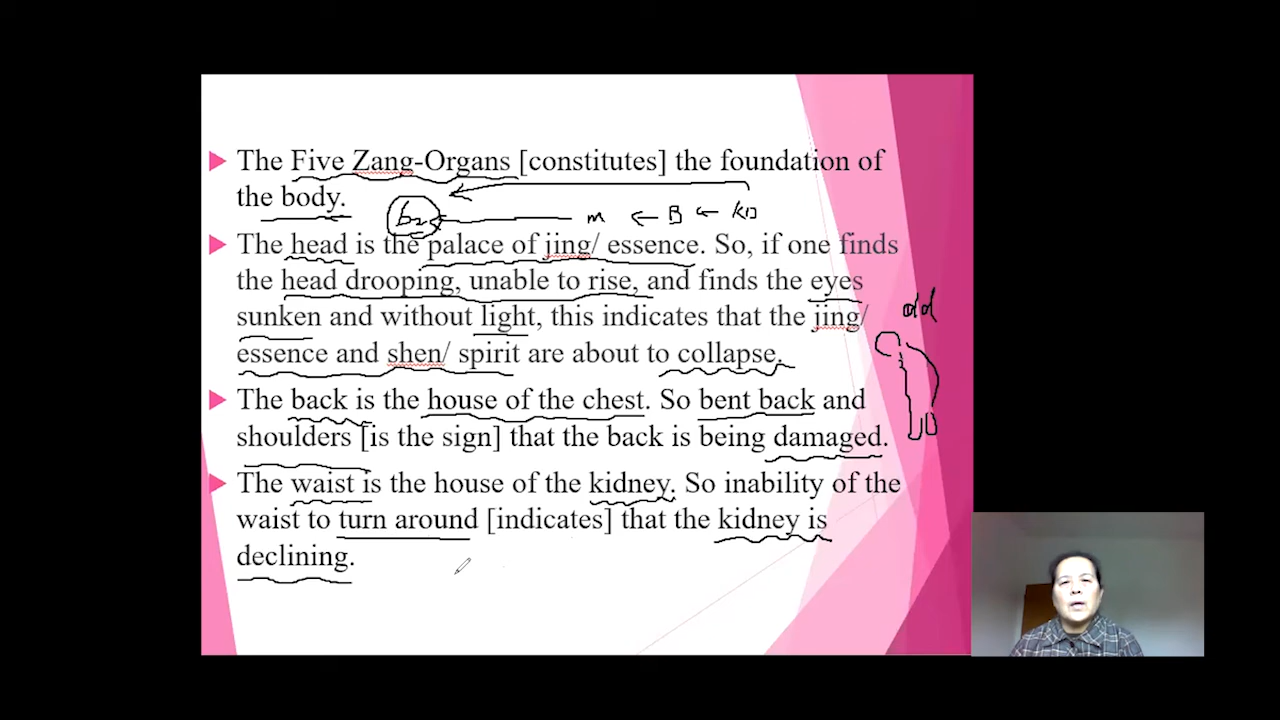 The Five Zang-Organs [constitutes] the foundation of
the body.
m ← B ← KD
The head is the palace of jing/ essence. So, if one finds
the head drooping, unable to rise, and finds the eyes
sunken and without light, this indicates that the jing/
essence and shen/ spirit are about to collapse.
old
The back is the house of the chest. So bent back and
shoulders [is the sign] that the back is being damaged.
The waist is the house of the kidney. So inability of the
waist to turn around [indicates] that the kidney is
declining.